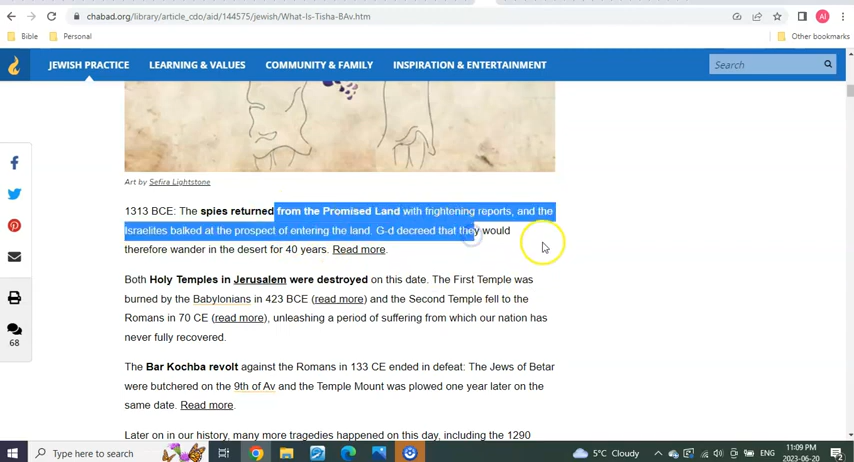 chabad.org/library/article_cdo/aid/144575/jewish/What-Is-Tisha-BAv.htm
AI
Bible
Personal
Other bookmarks
JEWISH PRACTICE LEARNING & VALUES COMMUNITY & FAMILY INSPIRATION & ENTERTAINMENT
Search
Art by Sefira Lightstone
1313 BCE: The spies returned from the Promised Land with frightening reports, and the
Israelites balked at the prospect of entering the land. G-d decreed that they would
therefore wander in the desert for 40 years. Read more.
Both Holy Temples in Jerusalem were destroyed on this date. The First Temple was
burned by the Babylonians in 423 BCE (read more) and the Second Temple fell to the
Romans in 70 CE (read more), unleashing a period of suffering from which our nation has
never fully recovered.
68
The Bar Kochba revolt against the Romans in 133 CE ended in defeat: The Jews of Betar
were butchered on the 9th of Av and the Temple Mount was plowed one year later on the
same date. Read more.
Later on in our history, many more tragedies happened on this day, including the 1290
Type here to search
5°C Cloudy
ENG
11:09 PM
2023-06-20